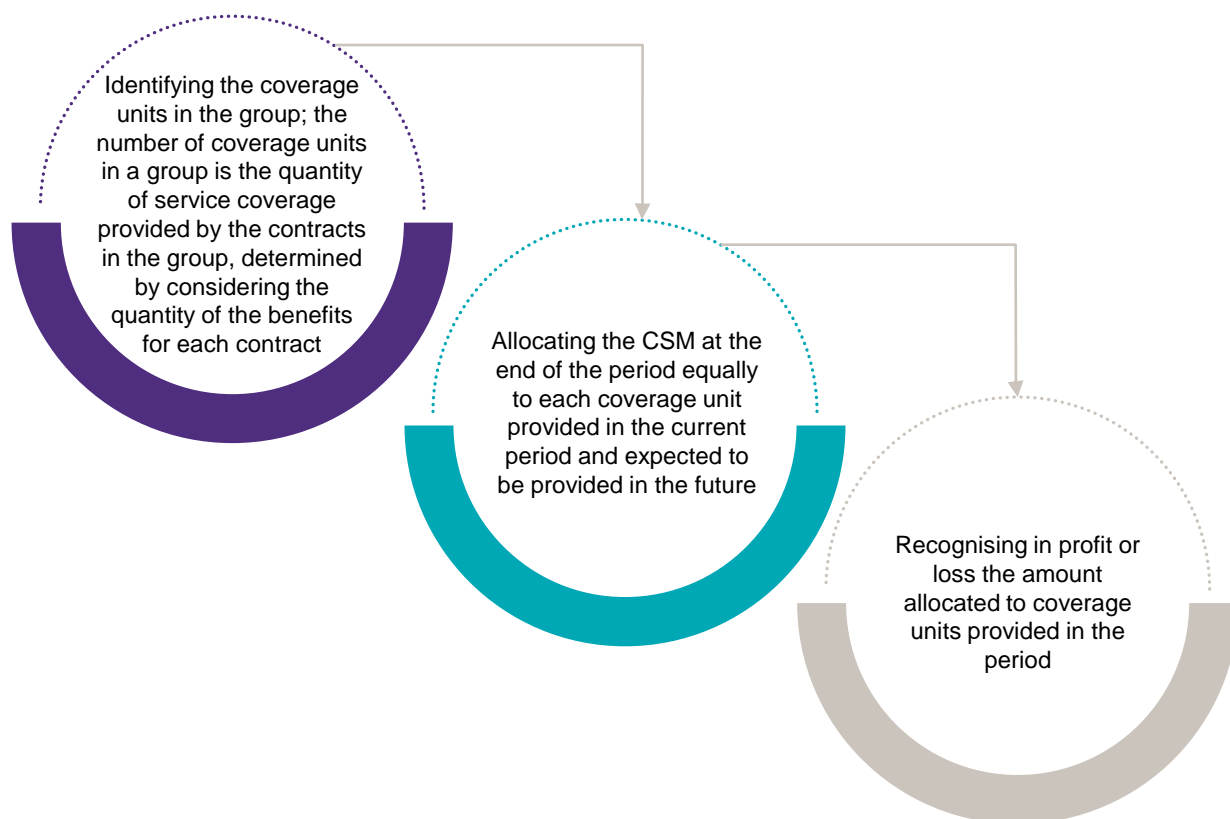 Identifying the coverage
units in the group; the
number of coverage units
in a group is the quantity
of service coverage
provided by the contracts
in the group, determined
by considering the
quantity of the benefits
for each contract
Allocating the CSM at the
end of the period equally
to each coverage unit
provided in the current
period and expected to
be provided in the future
Recognising in profit or
loss the amount
allocated to coverage
units provided in the
period